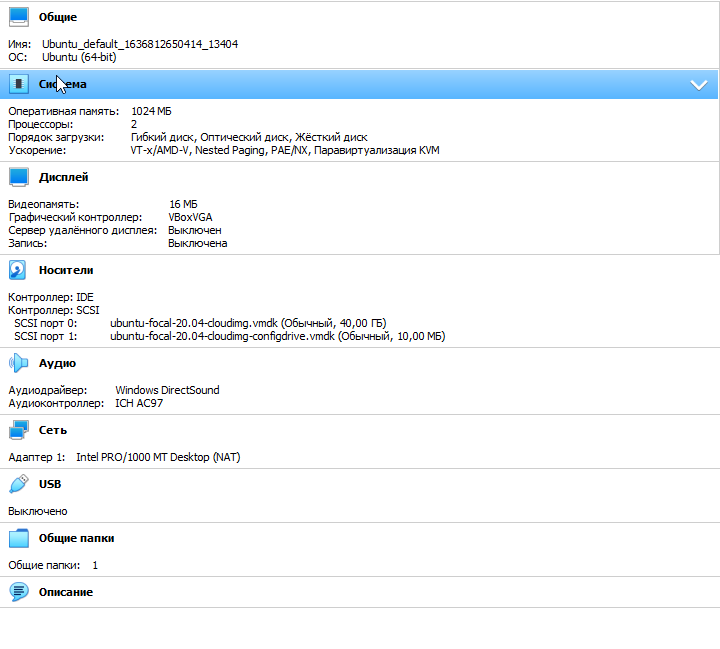 Общие
Имя: Ubuntu_default_1636812650414_13404
ОС: Ubuntu (64-bit)
Система
Оперативная память: 1024 МБ
Процессоры: 2
Порядок загрузки: Гибкий диск, Оптический диск, Жёсткий диск
Ускорение: VT-x/AMD-V, Nested Paging, PAE/NX, Паравиртуализация KVM
Дисплей
Видеопамять: 16 МБ
Графический контроллер: VBoxVGA
Сервер удалённого дисплея: Выключен
Запись: Выключена
Носители
Контроллер: IDE
Контроллер: SCSI
SCSI порт 0: ubuntu-focal-20.04-cloudimg.vmdk (Обычный, 40,00 ГБ)
SCSI порт 1: ubuntu-focal-20.04-cloudimg-configdrive.vmdk (Обычный, 10,00 МБ)
Аудио
Аудиодрайвер: Windows DirectSound
Аудиоконтроллер: ICH AC97
Сеть
Адаптер 1: Intel PRO/1000 MT Desktop (NAT)
USB
Выключено
Общие папки
Общие папки: 1
Описание